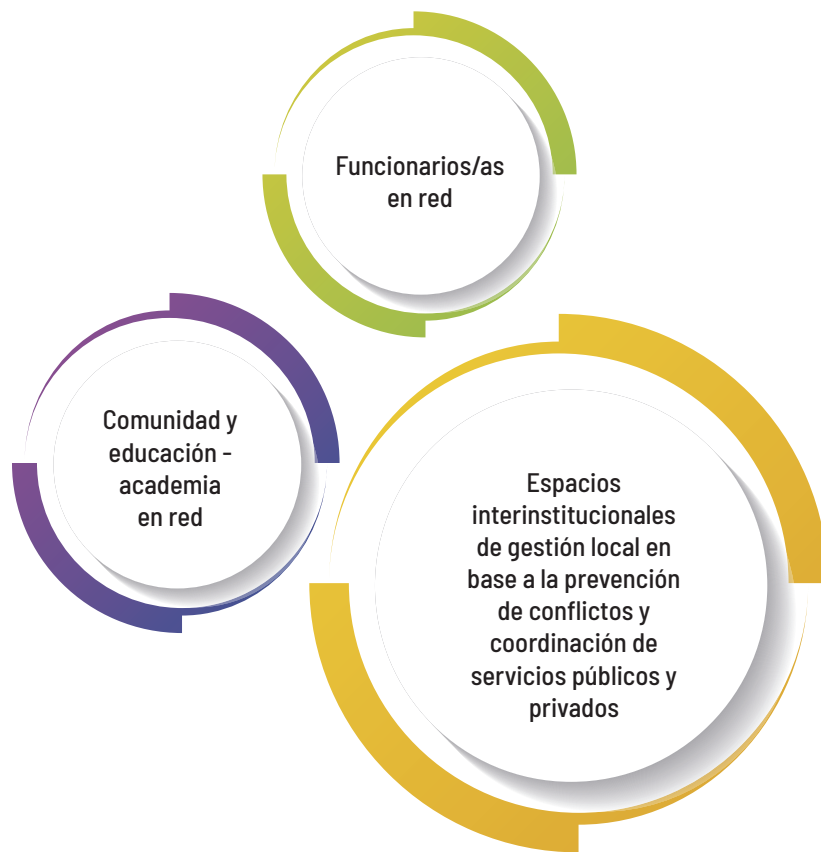 Funcionarios/as
en red
Comunidad y
educación -
academia
en red
Espacios
interinstitucionales
de gestión local en
base a la prevención
de conflictos y
coordinación de
servicios públicos y
privados